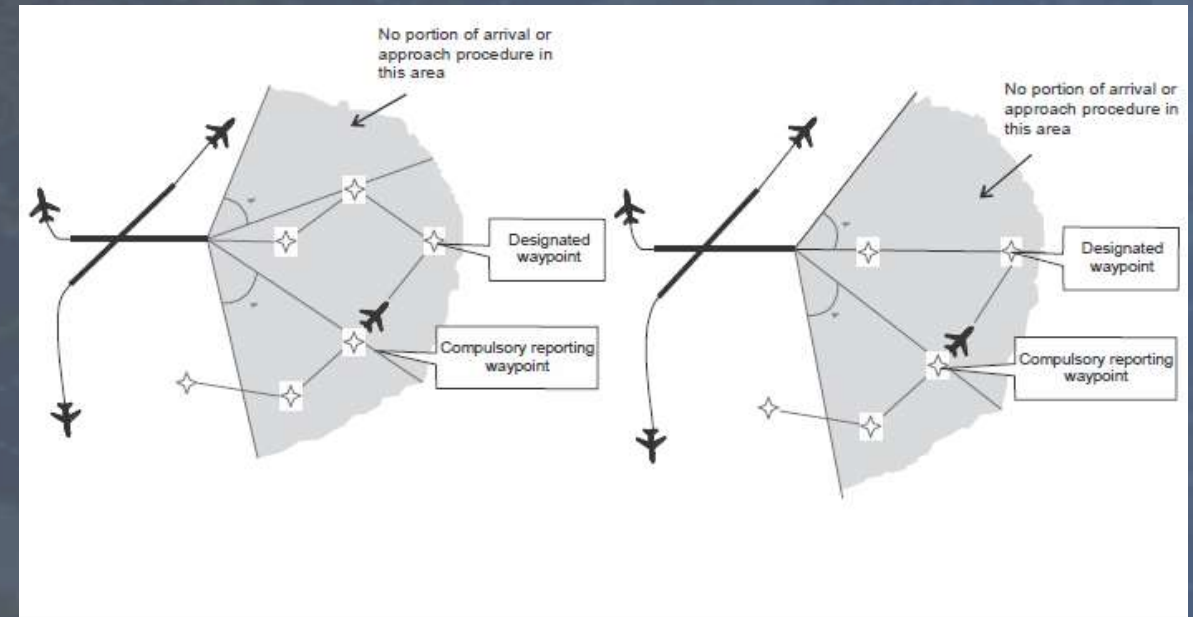 No portion of arrival or
approach procedure in
this area
Designated
waypoint
Compulsory reporting
waypoint
No portion of arrival or
approach procedure in
this area
Designated
waypoint
Compulsory reporting
waypoint